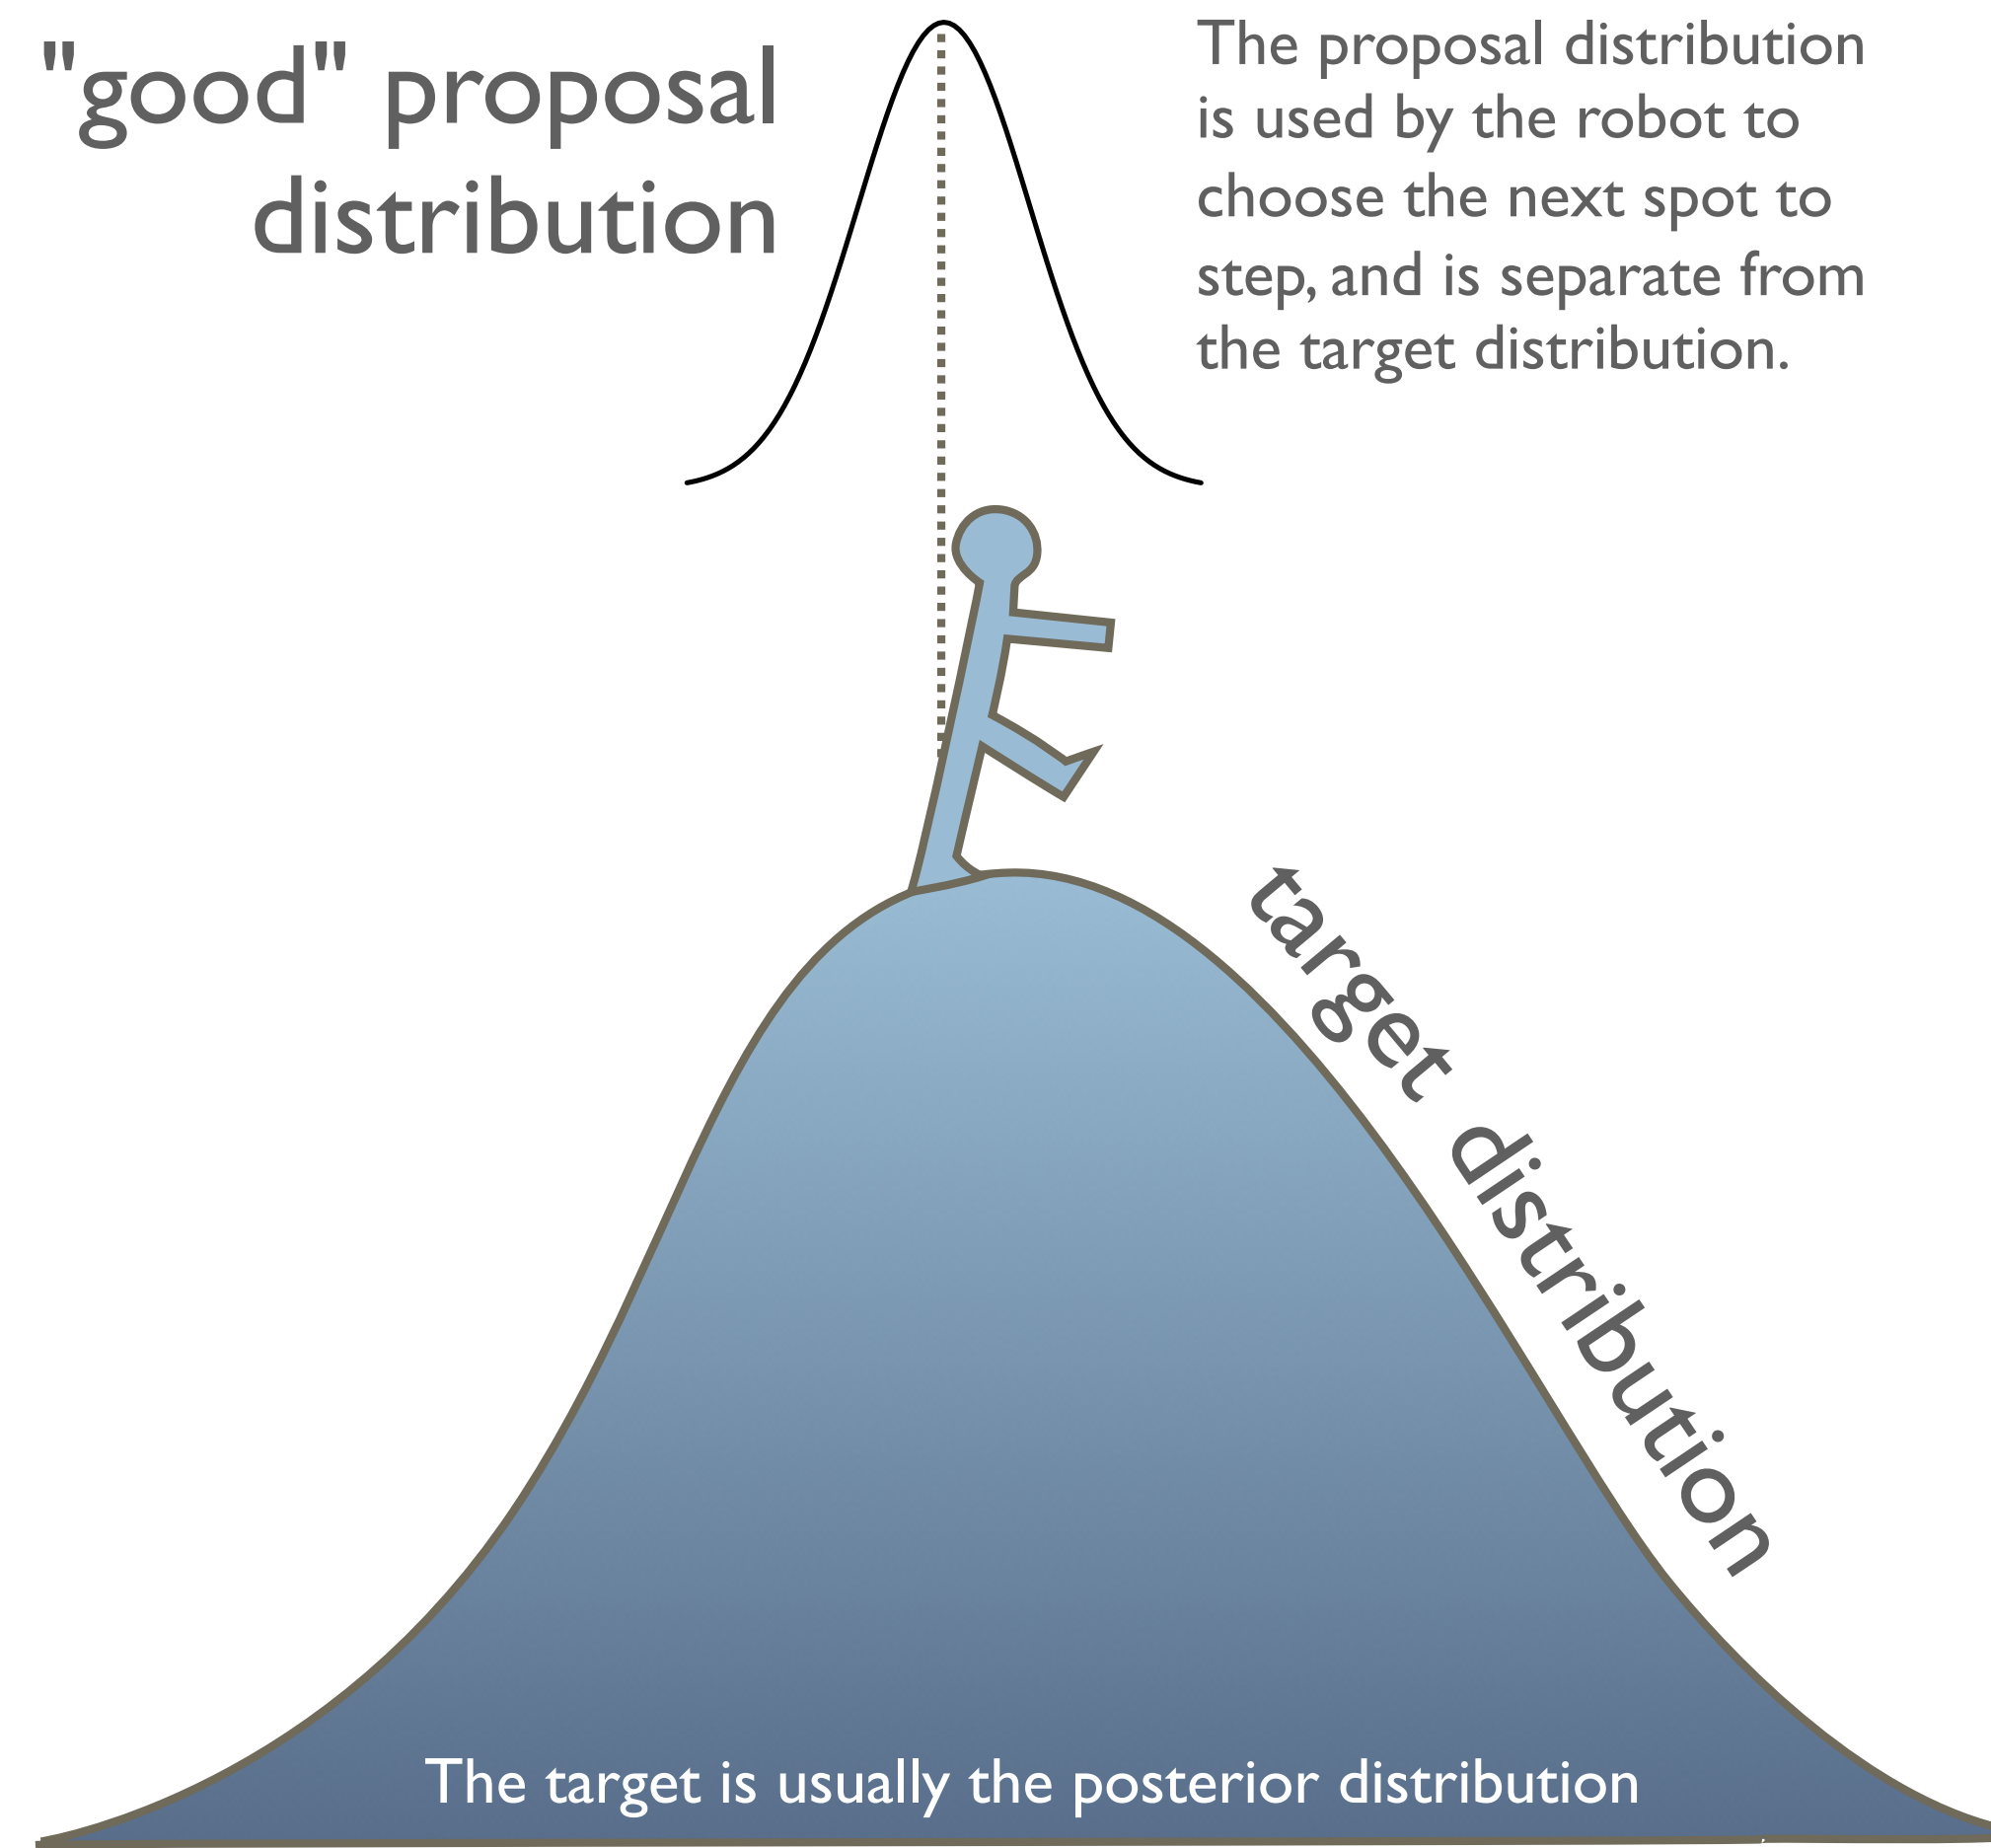 "good" proposal
distribution
The proposal distribution
is used by the robot to
choose the next spot to
step, and is separate from
the target distribution.
target distribution
The target is usually the posterior distribution